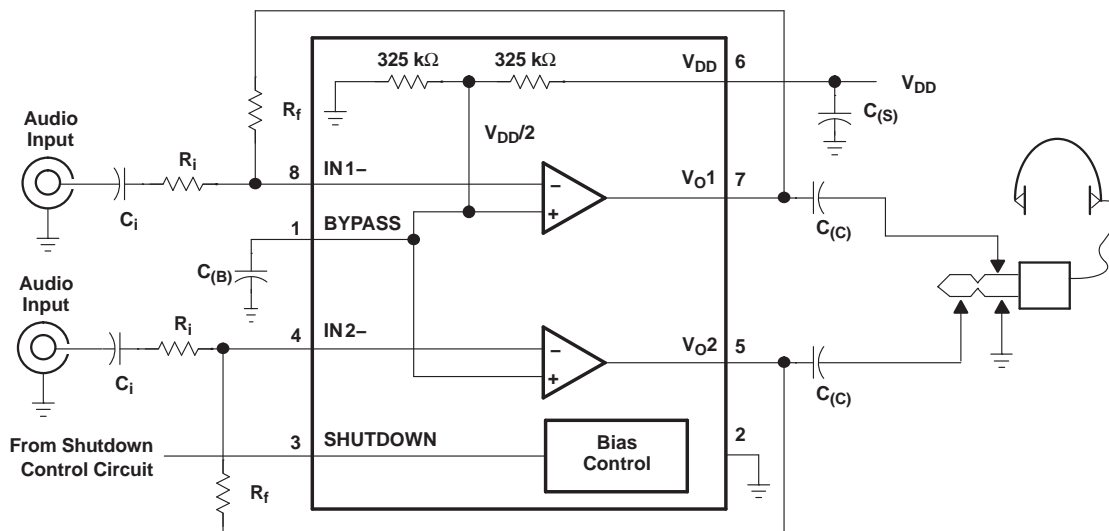 325 kΩ
325 kΩ
VDD
6
VDD
C(S)
Rf
VDD/2
Audio
Input
Ri
Ci
8
IN1−
−
+
VO1
7
C(C)
1
BYPASS
C(B)
Audio
Input
Ri
Ci
4
IN2−
−
+
VO2
5
C(C)
From Shutdown
Control Circuit
3
SHUTDOWN
Bias
Control
2
Rf